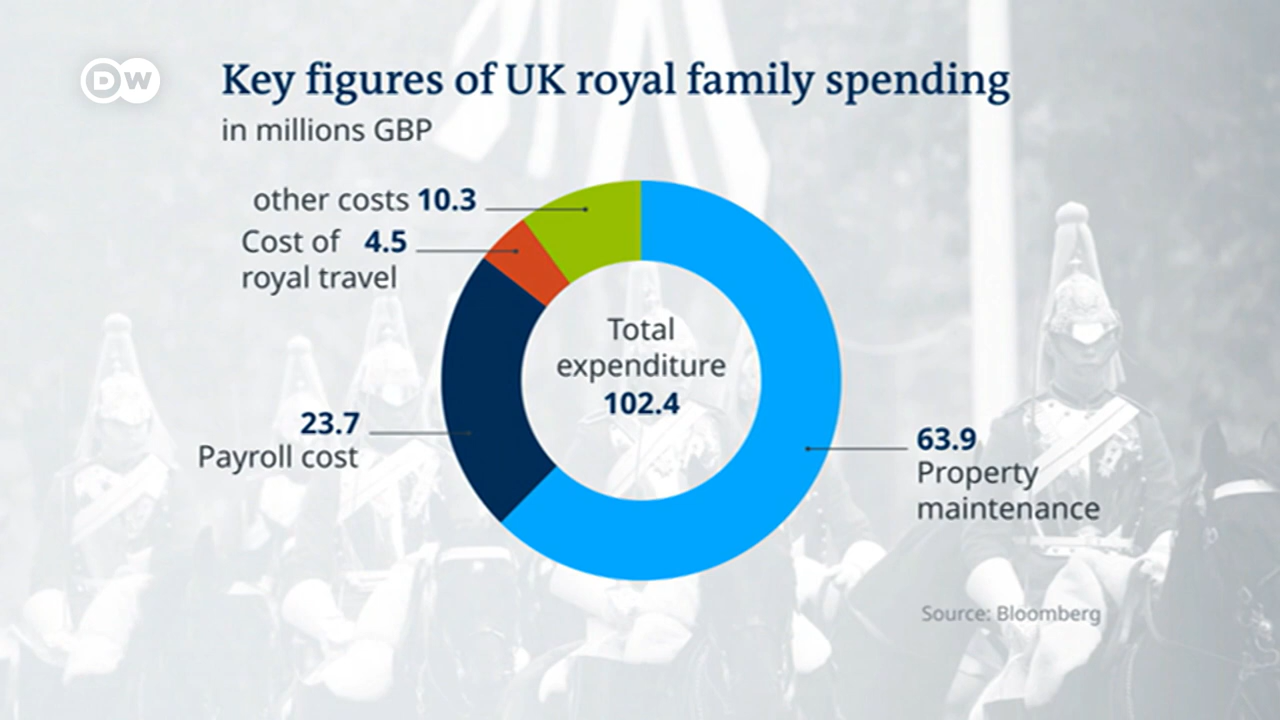 DW
Key figures of UK royal family spending
in millions GBP
other costs 10.3
Cost of 4.5
royal travel
Total
expenditure
102.4
23.7
Payroll cost
63.9
Property
maintenance
Source: Bloomberg